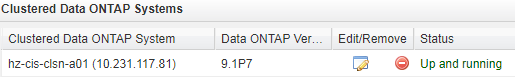 Clustered Data ONTAP Systems
Clustered Data ONTAP System Data ONTAP Ver... Edit/Remove Status
hz-cis-clsn-a01 (10.231.117.81) 9.1P7 Up and running